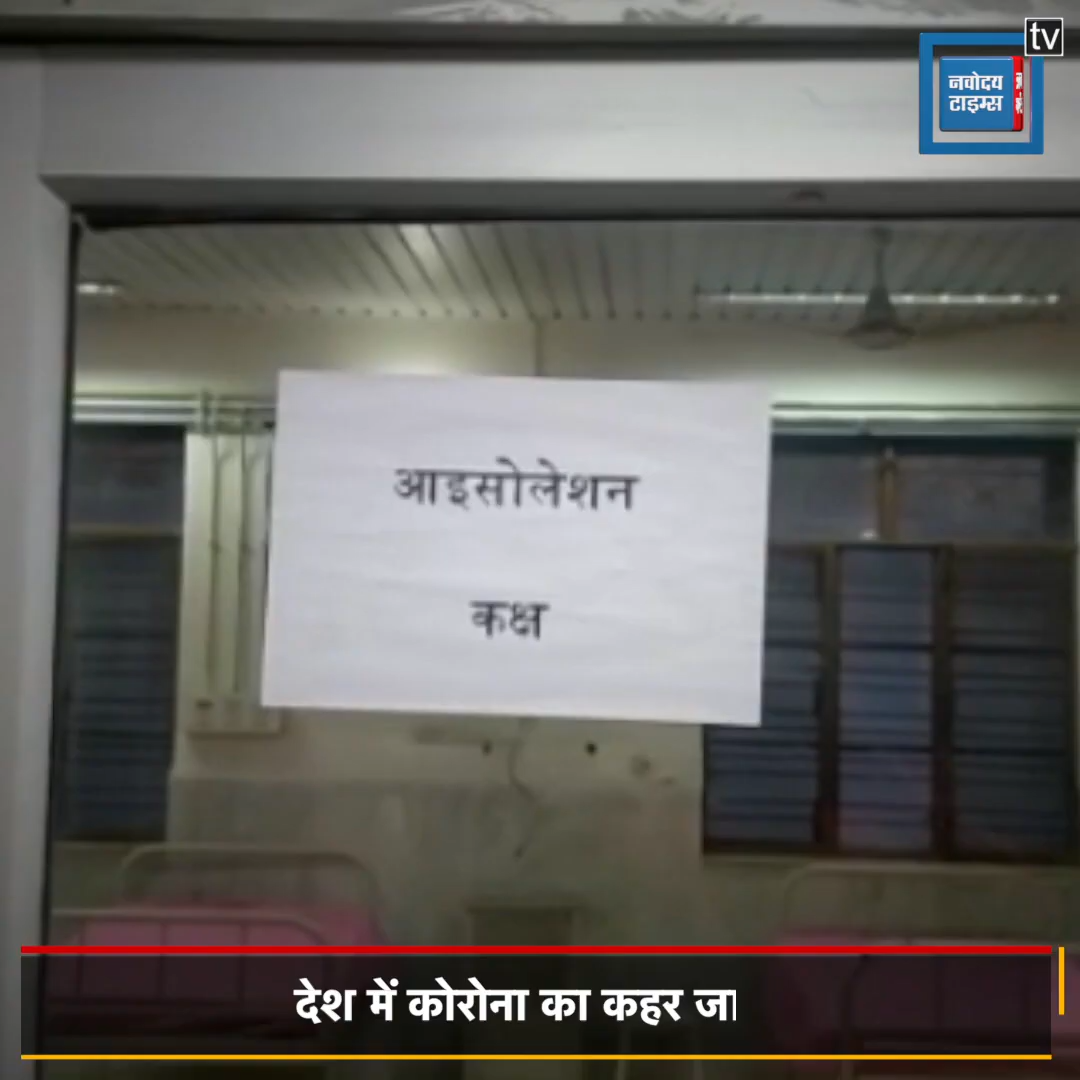 tv
नवोदय
टाइम्स
आइसोलेशन
कक्ष
देश में कोरोना का कहर जा